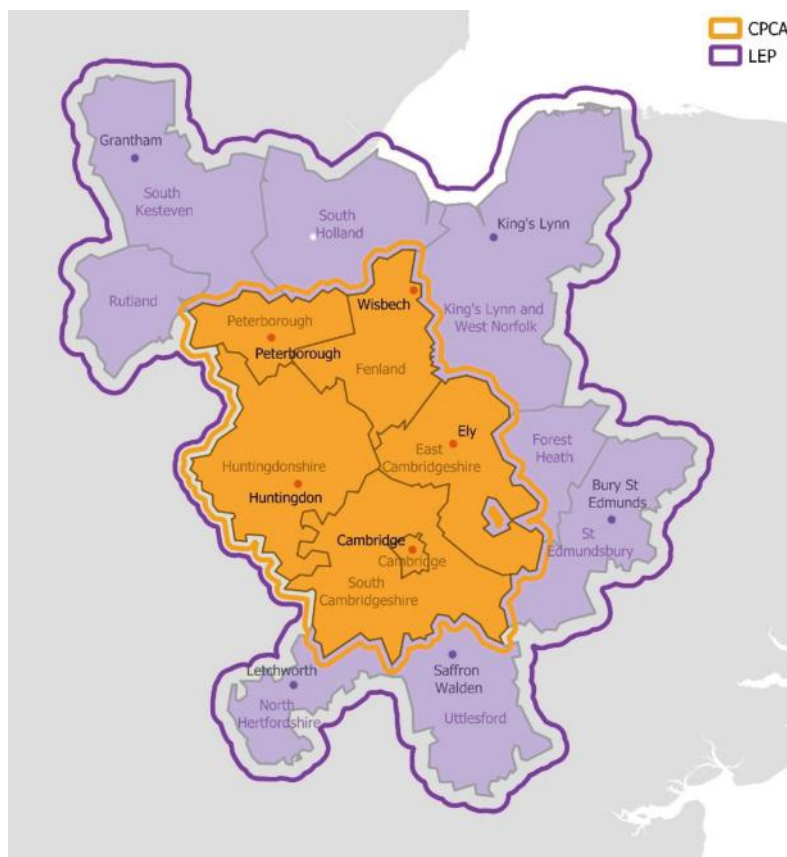 CPCA
LEP
Grantham
South
Kesteven
South
Holland
King's Lynn
Rutland
Wisbech
King's Lynn and
West Norfolk
Peterborough
Peterborough
Fenland
Ely
East
Cambridgeshire
Forest
Heath
Huntingdonshire
Huntingdon
Bury St
Edmunds
St
Edmundsbury
Cambridge
Cambridge
South
Cambridgeshire
Letchworth
North
Hertfordshire
Saffron
Walden
Uttlesford